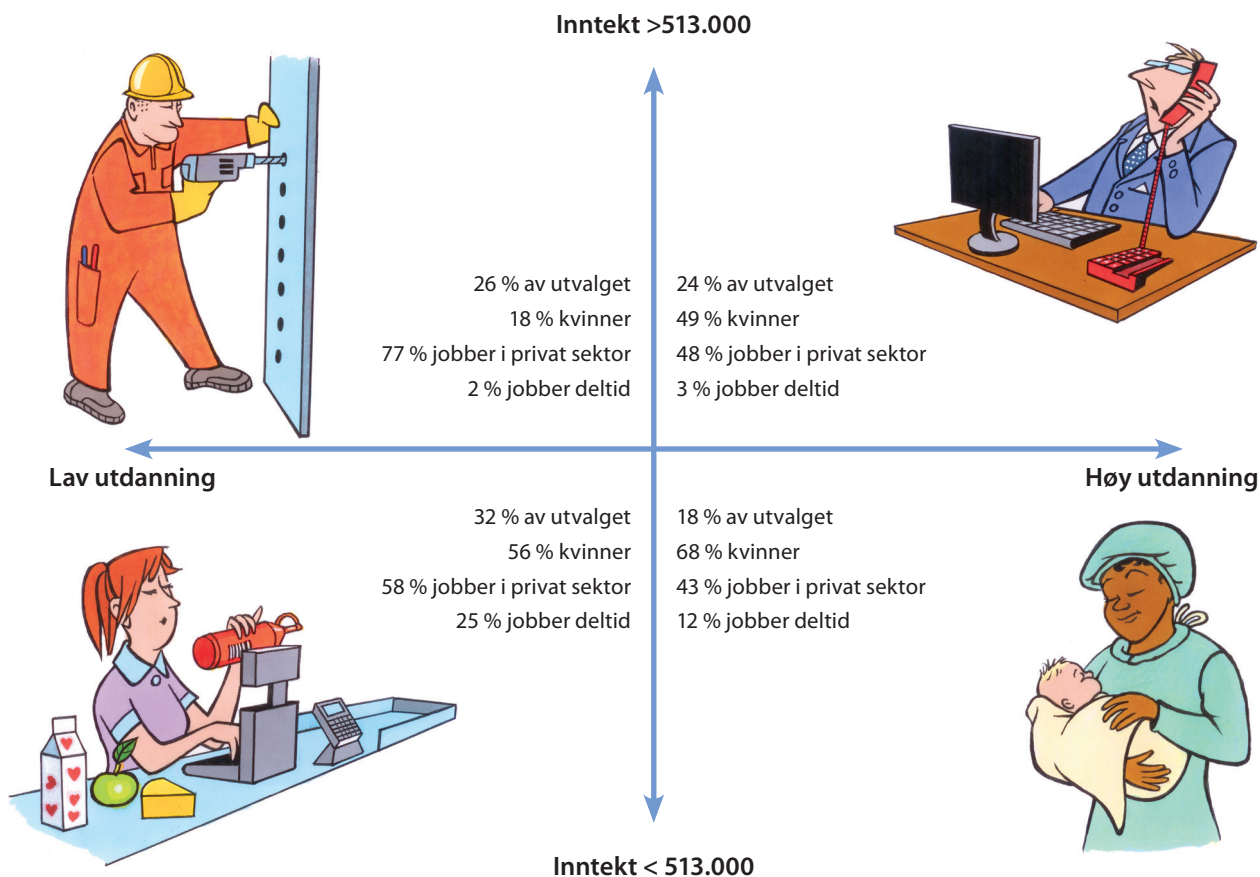 Inntekt >513.000
26 % av utvalget
18 % kvinner
77 % jobber i privat sektor
2 % jobber deltid
24 % av utvalget
49 % kvinner
48 % jobber i privat sektor
3 % jobber deltid
Lav utdanning
Høy utdanning
32 % av utvalget
56 % kvinner
58 % jobber i privat sektor
25 % jobber deltid
18 % av utvalget
68 % kvinner
43 % jobber i privat sektor
12 % jobber deltid
Inntekt < 513.000